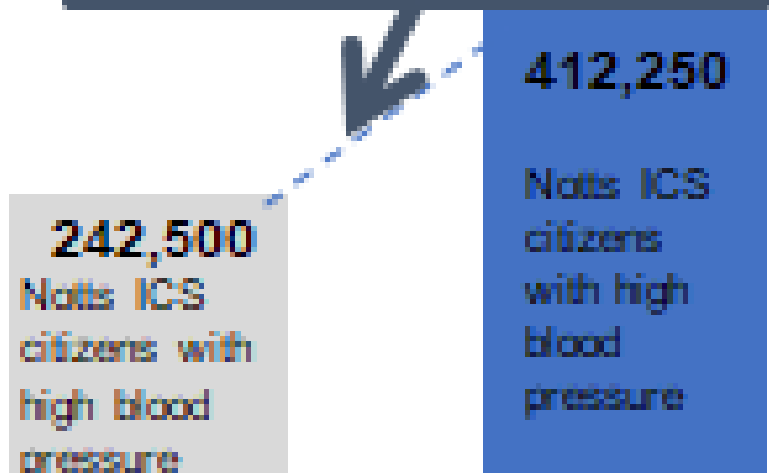 412,250
Notts ICS
citizens
with high
blood
pressure
242,500
Notts ICS
citizens with
high blood
pressure